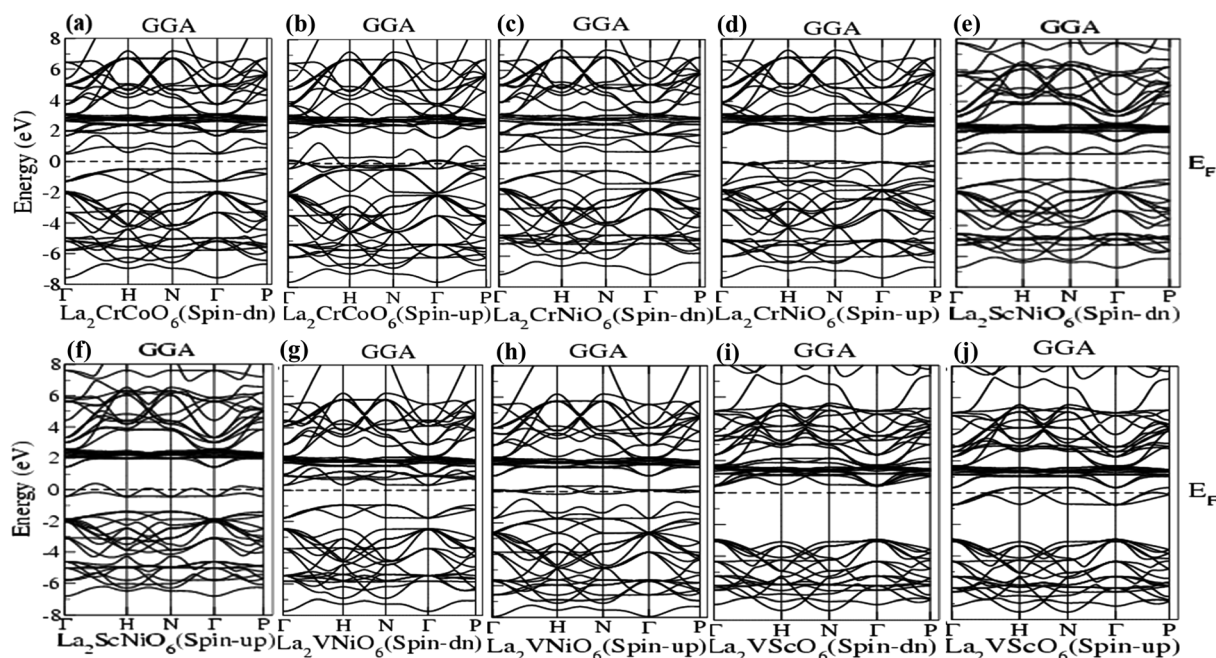 (a) GGA (b) GGA (c) GGA (d) GGA (e) GGA
8
6
4
2
0
-2
-4
-6
-8
Energy (eV)
E_F
Γ H N Γ P Γ H N Γ P Γ H N Γ P Γ H N Γ P Γ H N Γ P
La₂CrCoO₆(Spin-dn) La₂CrCoO₆(Spin-up) La₂CrNiO₆(Spin-dn) La₂CrNiO₆(Spin-up) La₂ScNiO₆(Spin-dn)
(f) GGA (g) GGA (h) GGA (i) GGA (j) GGA
8
6
4
2
0
-2
-4
-6
-8
Energy (eV)
E_F
Γ H N Γ P Γ H N Γ P Γ H N Γ P Γ H N Γ P Γ H N Γ P
La₂ScNiO₆(Spin-up) La₂VNiO₆(Spin-dn) La₂VNiO₆(Spin-up) La₂VScO₆(Spin-dn) La₂VScO₆(Spin-up)